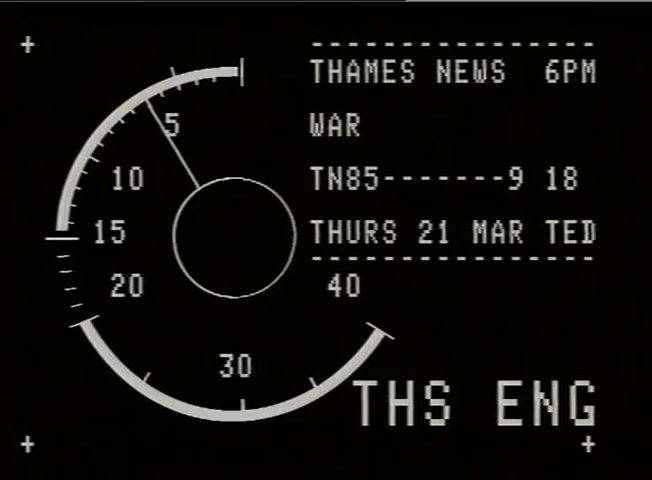 THAMES NEWS 6PM
WAR
TN85-------9 18
THURS 21 MAR TED
5
10
15
20
30
40
THS ENG